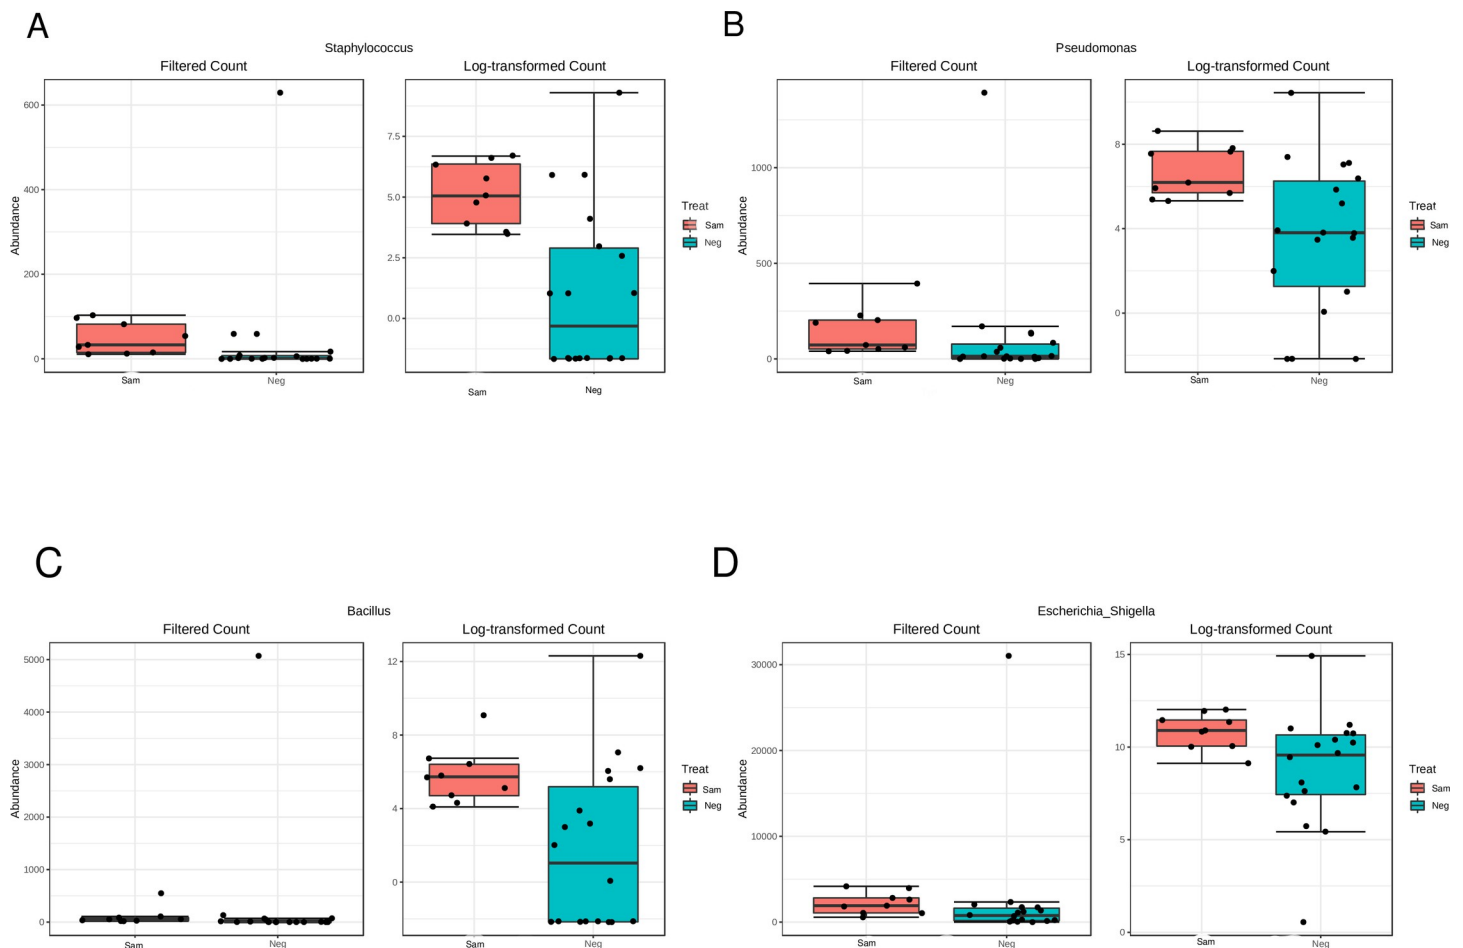 A
Staphylococcus
Filtered Count
Log-transformed Count
Abundance
600
400
200
0
Sam
Neg
7.5
5.0
2.5
0.0
Sam
Neg
Treat
Sam
Neg
B
Pseudomonas
Filtered Count
Log-transformed Count
Abundance
1000
500
0
Sam
Neg
8
4
0
Sam
Neg
Treat
Sam
Neg
C
Bacillus
Filtered Count
Log-transformed Count
Abundance
5000
4000
3000
2000
1000
0
Sam
Neg
12
8
4
0
Sam
Neg
Treat
Sam
Neg
D
Escherichia_Shigella
Filtered Count
Log-transformed Count
Abundance
30000
20000
10000
0
Sam
Neg
15
10
5
0
Sam
Neg
Treat
Sam
Neg